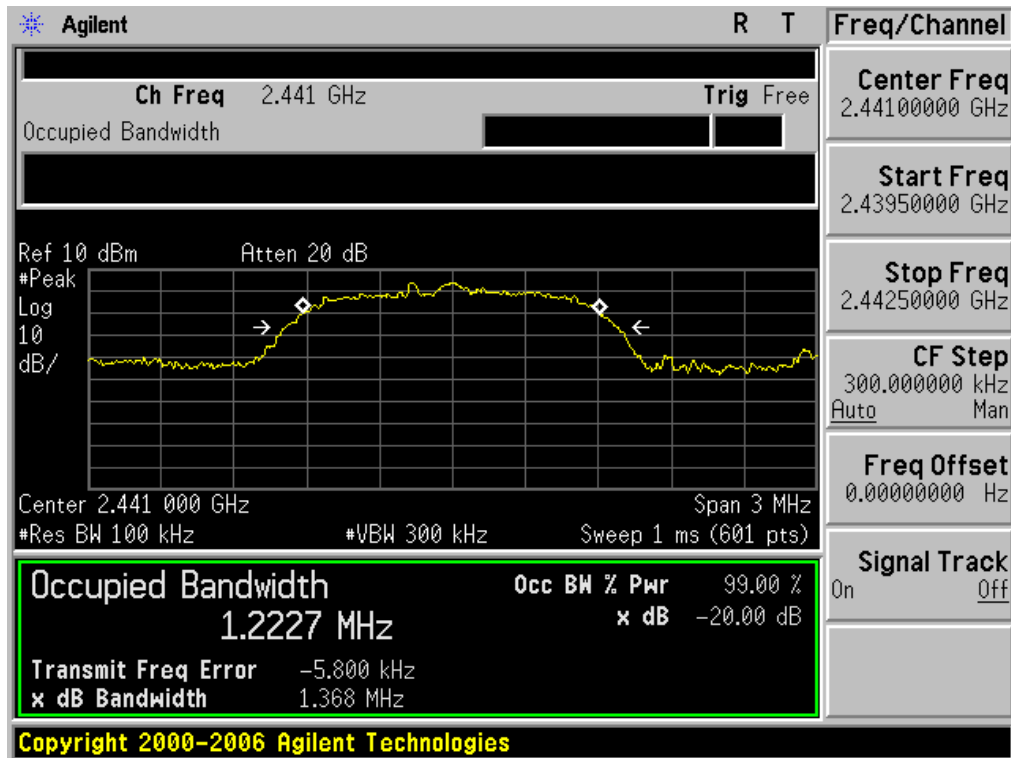 Agilent R T
Ch Freq 2.441 GHz Trig Free
Occupied Bandwidth
Ref 10 dBm Atten 20 dB
#Peak
Log
10
dB/
Center 2.441 000 GHz Span 3 MHz
#Res BW 100 kHz #VBW 300 kHz Sweep 1 ms (601 pts)
Occupied Bandwidth Occ BW % Pwr 99.00 %
1.2227 MHz x dB -20.00 dB
Transmit Freq Error -5.800 kHz
x dB Bandwidth 1.368 MHz
Copyright 2000-2006 Agilent Technologies
Freq/Channel
Center Freq
2.44100000 GHz
Start Freq
2.43950000 GHz
Stop Freq
2.44250000 GHz
CF Step
300.000000 kHz
Auto Man
Freq Offset
0.00000000 Hz
Signal Track
On Off